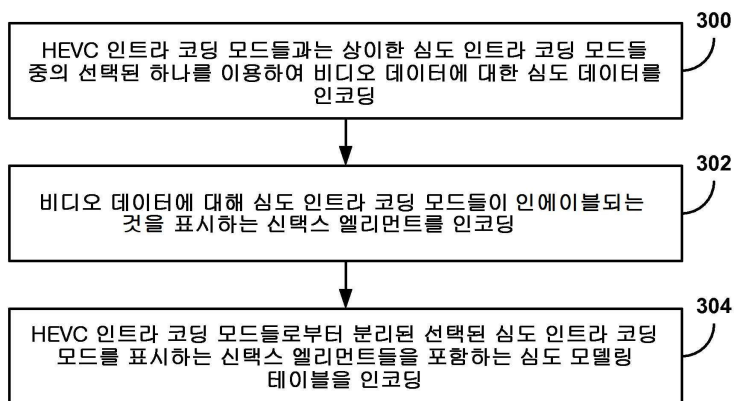 300
HEVC 인트라 코딩 모드들과는 상이한 심도 인트라 코딩 모드들
중의 선택된 하나를 이용하여 비디오 데이터에 대한 심도 데이터를
인코딩
302
비디오 데이터에 대해 심도 인트라 코딩 모드들이 인에이블되는
것을 표시하는 신택스 엘리먼트를 인코딩
304
HEVC 인트라 코딩 모드들로부터 분리된 선택된 심도 인트라 코딩
모드를 표시하는 신택스 엘리먼트들을 포함하는 심도 모델링
테이블을 인코딩